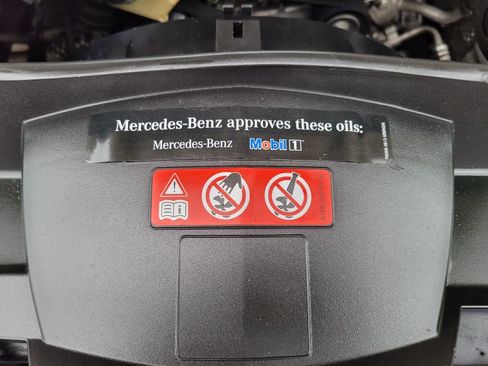 Mercedes-Benz approves these oils:
Mercedes-Benz Mobil 1